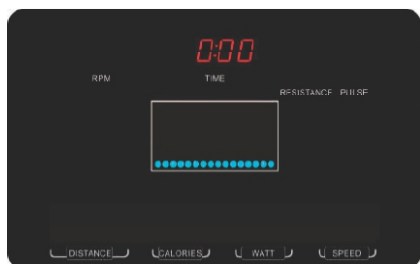 0:00
RPM TIME
RESISTANCE PULSE
DISTANCE CALORIES WATT SPEED